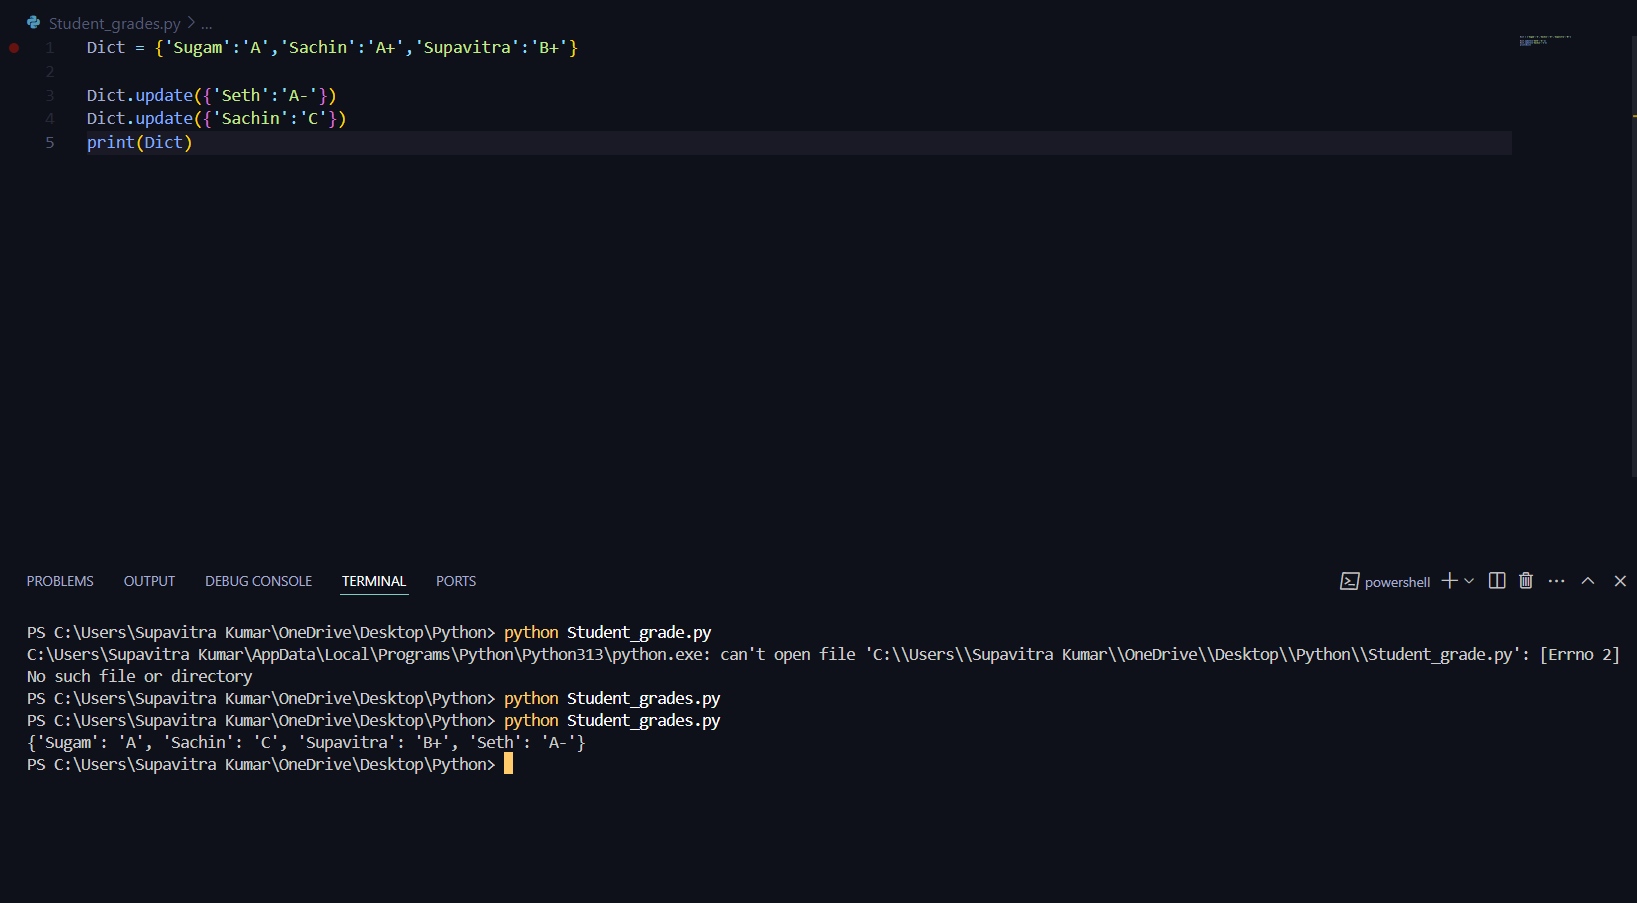 Student_grades.py > ...
1 Dict = {'Sugam':'A','Sachin':'A+','Supavitra':'B+'}
2
3 Dict.update({'Seth':'A-'})
4 Dict.update({'Sachin':'C'})
5 print(Dict)
PROBLEMS OUTPUT DEBUG CONSOLE TERMINAL PORTS powershell
PS C:\Users\Supavitra Kumar\OneDrive\Desktop\Python> python Student_grade.py
C:\Users\Supavitra Kumar\AppData\Local\Programs\Python\Python313\python.exe: can't open file 'C:\\Users\\Supavitra Kumar\\OneDrive\\Desktop\\Python\\Student_grade.py': [Errno 2]
No such file or directory
PS C:\Users\Supavitra Kumar\OneDrive\Desktop\Python> python Student_grades.py
PS C:\Users\Supavitra Kumar\OneDrive\Desktop\Python> python Student_grades.py
{'Sugam': 'A', 'Sachin': 'C', 'Supavitra': 'B+', 'Seth': 'A-'}
PS C:\Users\Supavitra Kumar\OneDrive\Desktop\Python>